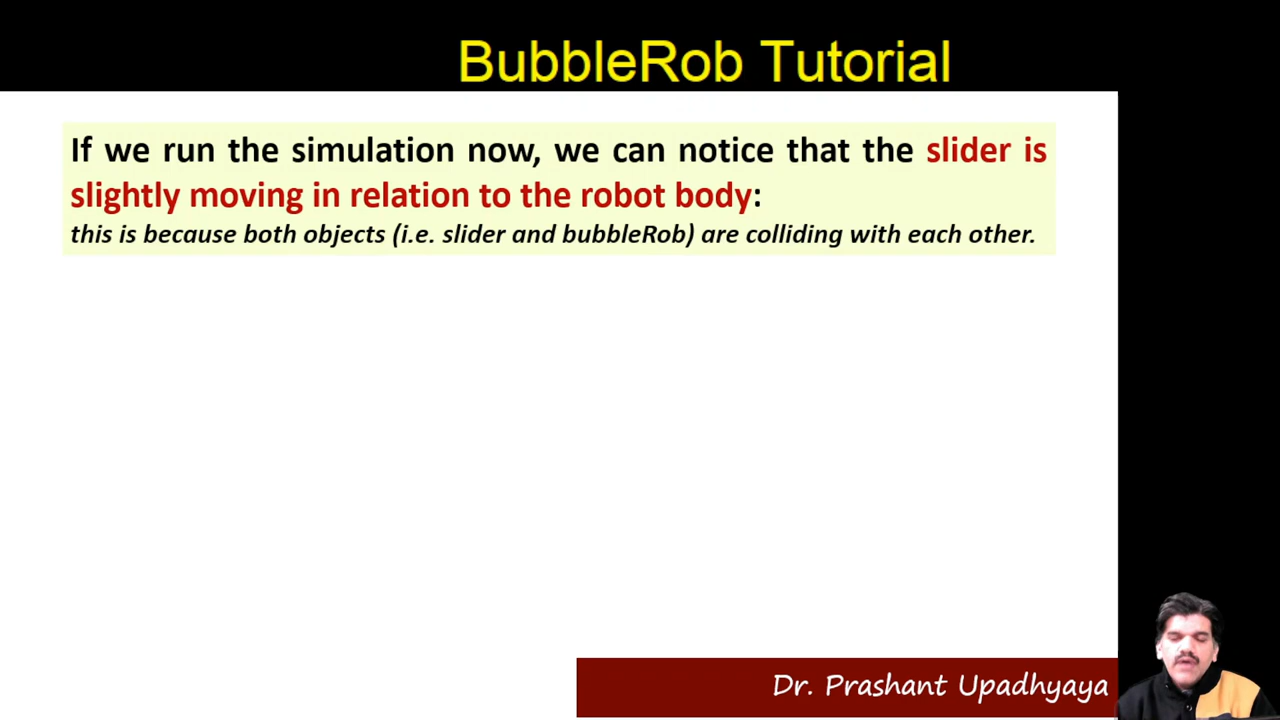 BubbleRob Tutorial
If we run the simulation now, we can notice that the slider is
slightly moving in relation to the robot body:
this is because both objects (i.e. slider and bubbleRob) are colliding with each other.
Dr. Prashant Upadhyaya